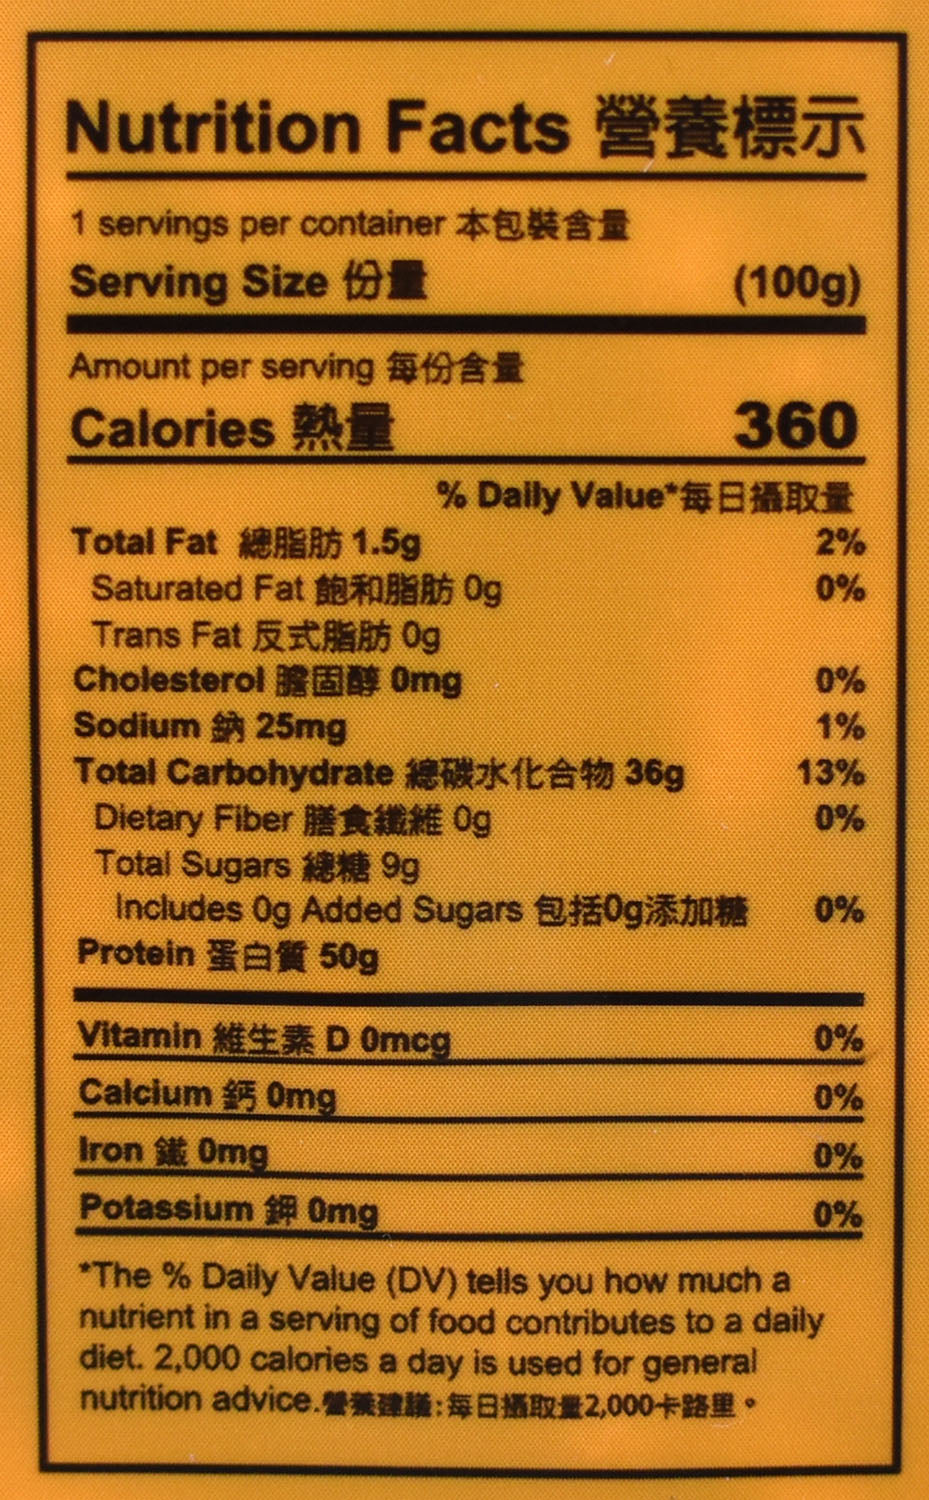 Nutrition Facts 營養標示
1 servings per container 本包裝含量
Serving Size 份量 (100g)
Amount per serving 每份含量
Calories 熱量 360
% Daily Value*每日攝取量
Total Fat 總脂肪 1.5g 2%
Saturated Fat 飽和脂肪 0g 0%
Trans Fat 反式脂肪 0g
Cholesterol 膽固醇 0mg 0%
Sodium 鈉 25mg 1%
Total Carbohydrate 總碳水化合物 36g 13%
Dietary Fiber 膳食纖維 0g 0%
Total Sugars 總糖 9g
Includes 0g Added Sugars 包括0g添加糖 0%
Protein 蛋白質 50g
Vitamin 維生素 D 0mcg 0%
Calcium 鈣 0mg 0%
Iron 鐵 0mg 0%
Potassium 鉀 0mg 0%
*The % Daily Value (DV) tells you how much a
nutrient in a serving of food contributes to a daily
diet. 2,000 calories a day is used for general
nutrition advice.營養建議:每日攝取量2,000卡路里。